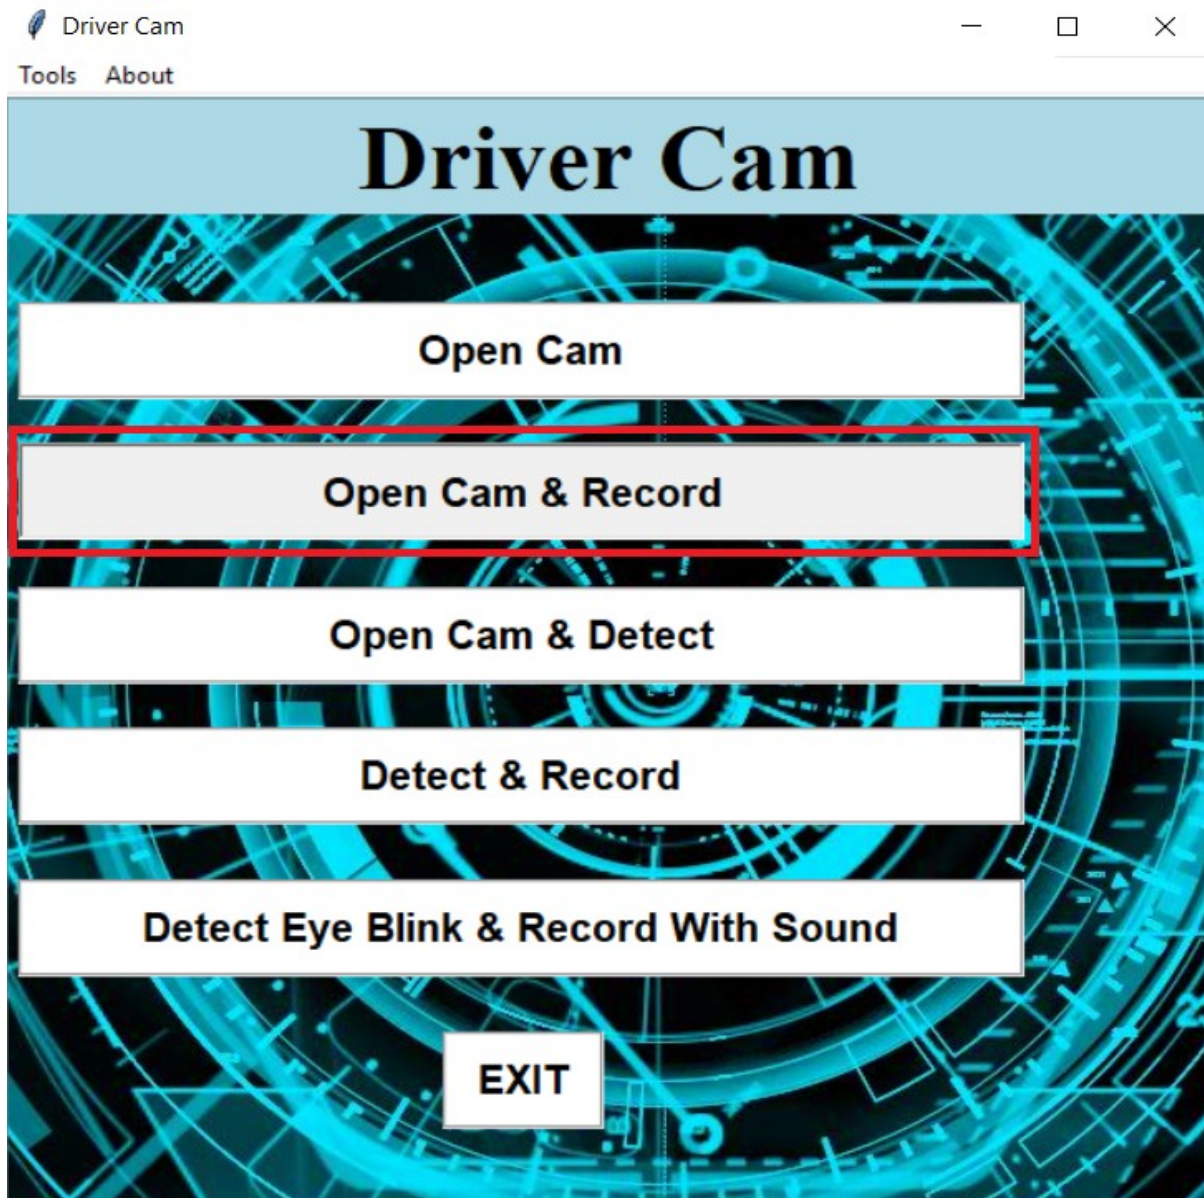 Driver Cam
Tools About
Driver Cam
Open Cam
Open Cam & Record
Open Cam & Detect
Detect & Record
Detect Eye Blink & Record With Sound
EXIT